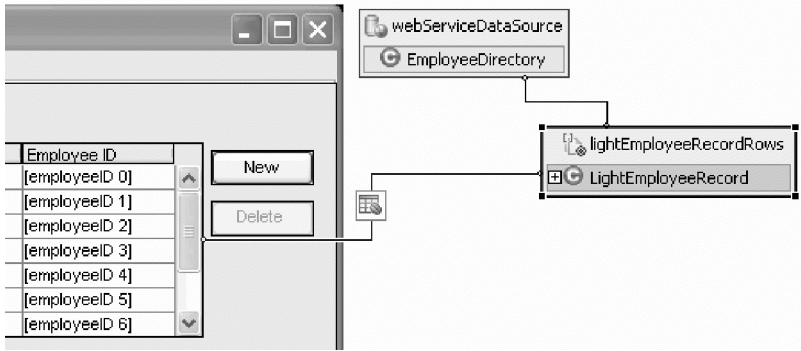 webServiceDataSource
EmployeeDirectory
lightEmployeeRecordRows
LightEmployeeRecord
Employee ID
[employeeID 0]
[employeeID 1]
[employeeID 2]
[employeeID 3]
[employeeID 4]
[employeeID 5]
[employeeID 6]
New
Delete